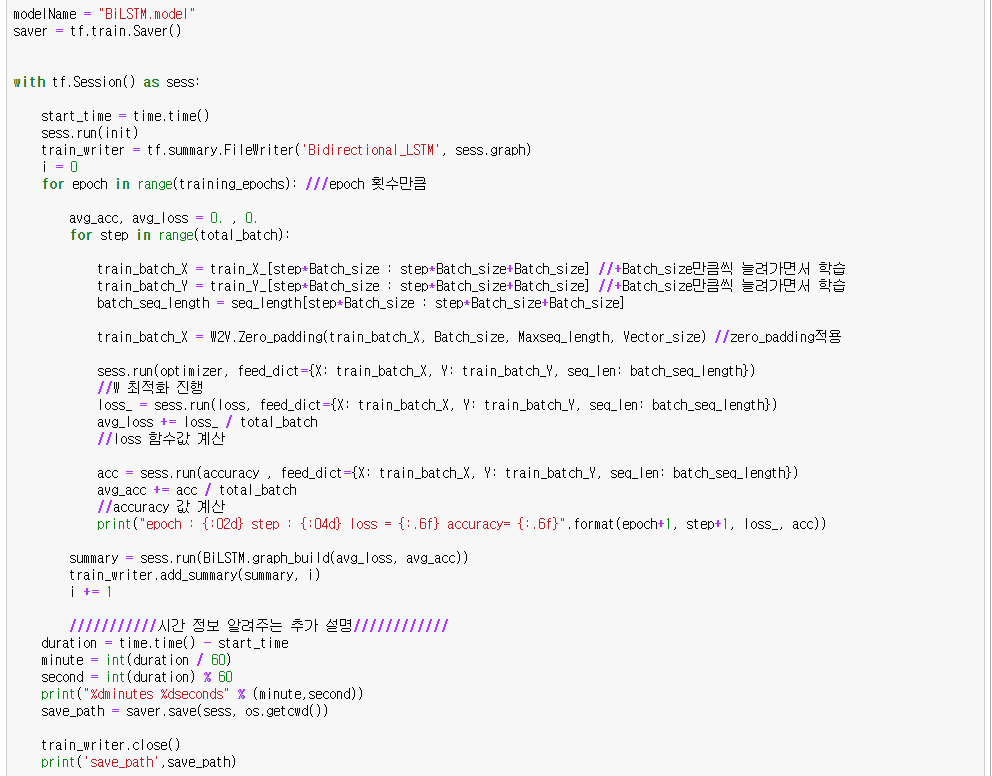 modelName = "BiLSTM.model"
saver = tf.train.Saver()
with tf.Session() as sess:
start_time = time.time()
sess.run(init)
train_writer = tf.summary.FileWriter('Bidirectional_LSTM', sess.graph)
i = 0
for epoch in range(training_epochs): ///epoch 횟수만큼
avg_acc, avg_loss = 0. , 0.
for step in range(total_batch):
train_batch_X = train_X_[step*Batch_size : step*Batch_size+Batch_size] //+Batch_size만큼씩 늘려가면서 학습
train_batch_Y = train_Y_[step*Batch_size : step*Batch_size+Batch_size] //+Batch_size만큼씩 늘려가면서 학습
batch_seq_length = seq_length[step*Batch_size : step*Batch_size+Batch_size]
train_batch_X = W2V.Zero_padding(train_batch_X, Batch_size, Maxseq_length, Vector_size) //zero_padding적용
sess.run(optimizer, feed_dict={X: train_batch_X, Y: train_batch_Y, seq_len: batch_seq_length})
//W 최적화 진행
loss_ = sess.run(loss, feed_dict={X: train_batch_X, Y: train_batch_Y, seq_len: batch_seq_length})
avg_loss += loss_ / total_batch
//loss 함수값 계산
acc = sess.run(accuracy , feed_dict={X: train_batch_X, Y: train_batch_Y, seq_len: batch_seq_length})
avg_acc += acc / total_batch
//accuracy 값 계산
print("epoch : {:02d} step : {:04d} loss = {:.6f} accuracy= {:.6f}".format(epoch+1, step+1, loss_, acc))
summary = sess.run(BiLSTM.graph_build(avg_loss, avg_acc))
train_writer.add_summary(summary, i)
i += 1
///////////시간 정보 알려주는 추가 설명////////////
duration = time.time() - start_time
minute = int(duration / 60)
second = int(duration) % 60
print("%dminutes %dseconds" % (minute,second))
save_path = saver.save(sess, os.getcwd())
train_writer.close()
print('save_path',save_path)